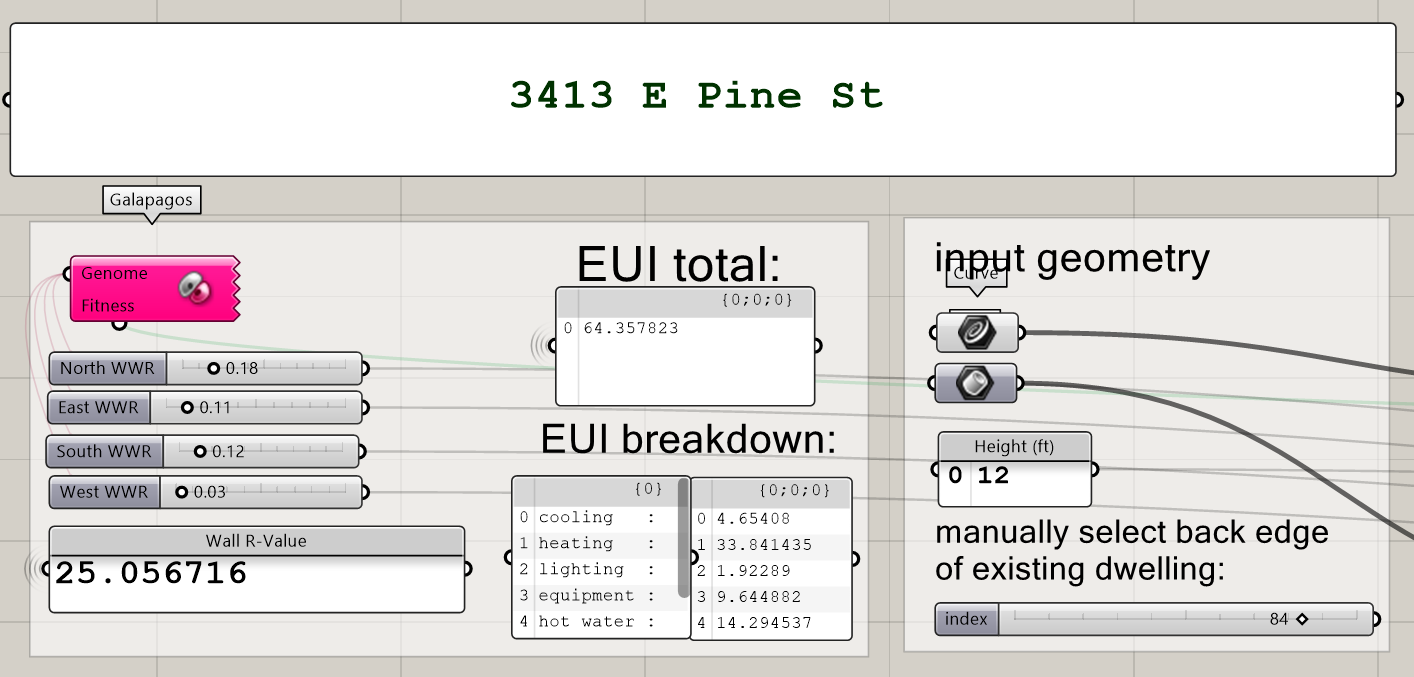 3413 E Pine St
Galapagos
Genome
Fitness
North WWR 0.18
East WWR 0.11
South WWR 0.12
West WWR 0.03
Wall R-Value
25.056716
EUI total:
{0;0;0}
0 64.357823
EUI breakdown:
{0} {0;0;0}
0 cooling : 0 4.65408
1 heating : 1 33.841435
2 lighting : 2 1.92289
3 equipment : 3 9.644882
4 hot water : 4 14.294537
input geometry
Curve
Height (ft)
0 12
manually select back edge
of existing dwelling:
index 84